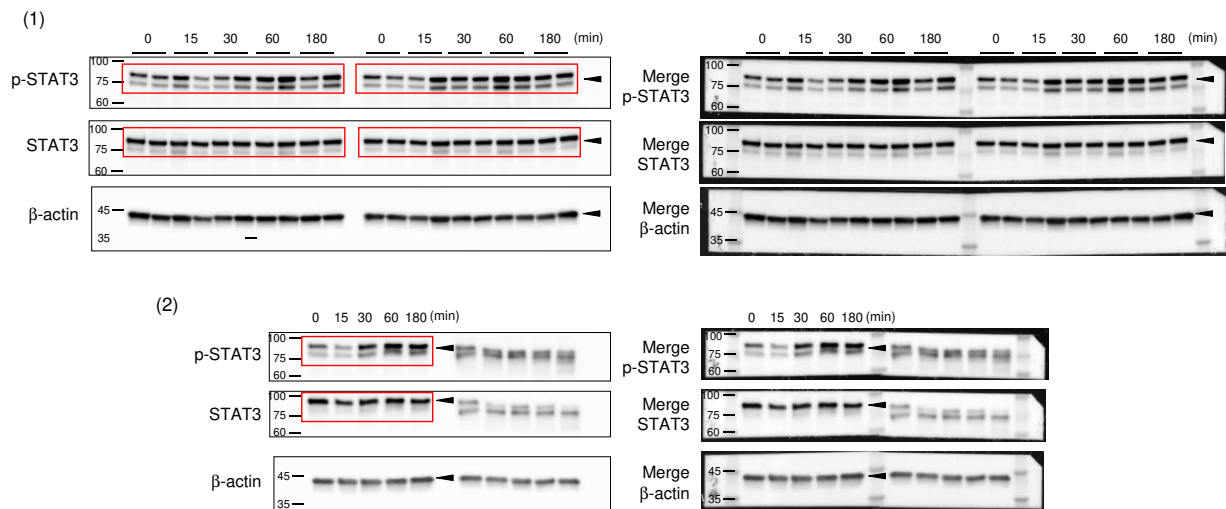 (1)
0 15 30 60 180 0 15 30 60 180 (min)
p-STAT3 100 75 60
STAT3 100 75 60
β-actin 45 35
0 15 30 60 180 0 15 30 60 180 (min)
Merge p-STAT3 100 75 60
Merge STAT3 100 75 60
Merge β-actin 45 35
(2)
0 15 30 60 180 (min)
p-STAT3 100 75 60
STAT3 100 75 60
β-actin 45 35
0 15 30 60 180 (min)
Merge p-STAT3 100 75 60
Merge STAT3 100 75 60
Merge β-actin 45 35